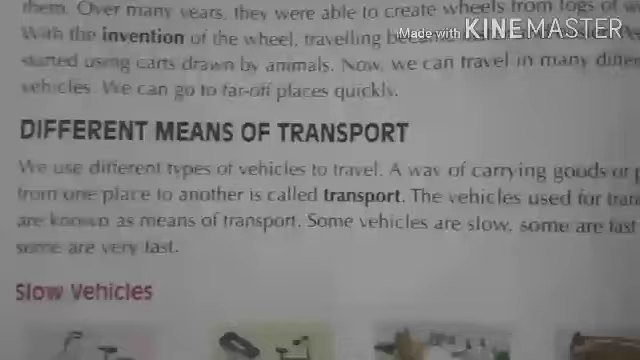 them. Over many years, they were able to create wheels from logs of
Made with KINEMASTER
With the invention of the wheel, travelling
started using carts drawn by animals. Now, we can travel in many
vehicles. We can go to far-off places quickly.
DIFFERENT MEANS OF TRANSPORT
We use different types of vehicles to travel. A way of carrying goods or
from one place to another is called transport. The vehicles used for
are known as means of transport. Some vehicles are slow, some are fast
some are very fast.
Slow Vehicles